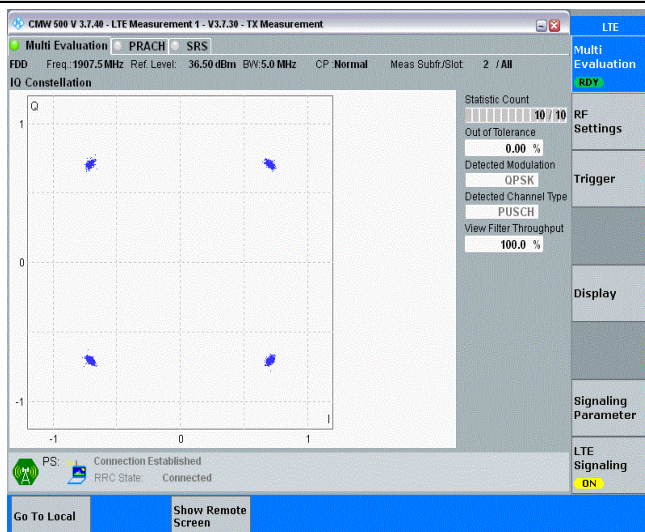 CMW 500 V 3.7.40 - LTE Measurement 1 - V3.7.30 - TX Measurement
LTE
Multi Evaluation PRACH SRS
Multi
Evaluation
RDY
FDD Freq.:1907.5 MHz Ref. Level: 36.50 dBm BW:5.0 MHz CP :Normal Meas Subfr./Slot: 2 / All
IQ Constellation
Q
1
0
-1
I
-1 0 1
Statistic Count
10 / 10
Out of Tolerance
0.00 %
Detected Modulation
QPSK
Detected Channel Type
PUSCH
View Filter Throughput
100.0 %
RF
Settings
Trigger
Display
Signaling
Parameter
LTE
Signaling
ON
PS: Connection Established
RRC State: Connected
Go To Local
Show Remote
Screen